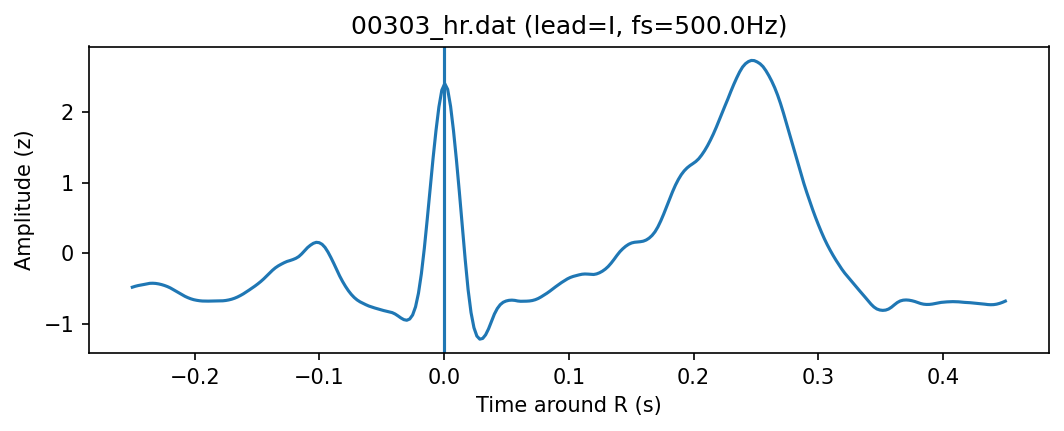 00303_hr.dat (lead=I, fs=500.0Hz)
Amplitude (z)
2
1
0
−1
−0.2 −0.1 0.0 0.1 0.2 0.3 0.4
Time around R (s)